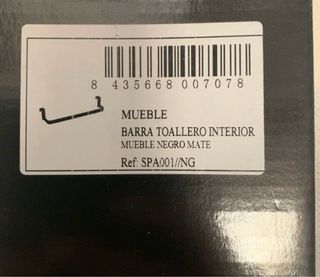 8 435668 007078
MUEBLE
BARRA TOALLERO INTERIOR
MUEBLE NEGRO MATE
Ref: SPA001//NG